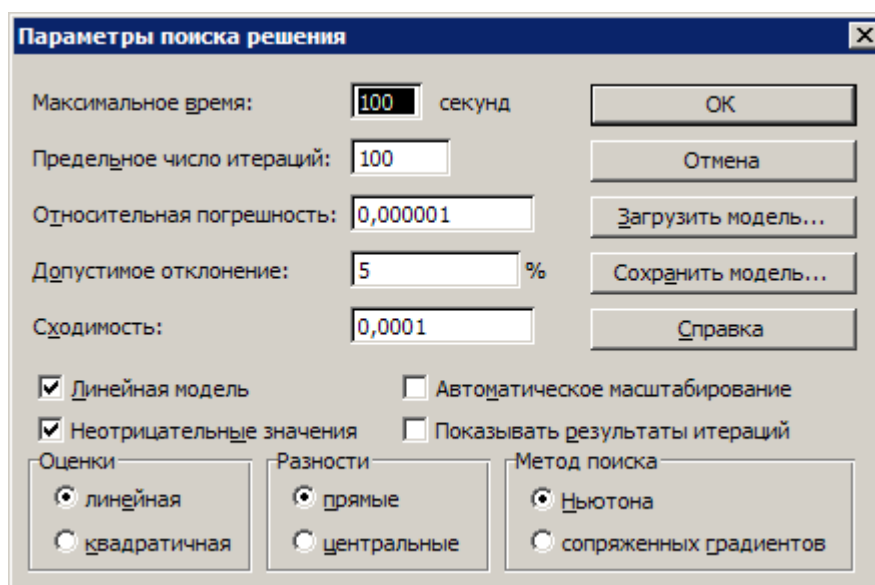 Параметры поиска решения
Максимальное время: 100 секунд OK
Предельное число итераций: 100 Отмена
Относительная погрешность: 0,000001 Загрузить модель...
Допустимое отклонение: 5 % Сохранить модель...
Сходимость: 0,0001 Справка
Линейная модель Автоматическое масштабирование
Неотрицательные значения Показывать результаты итераций
Оценки Разности Метод поиска
линейная прямые Ньютона
квадратичная центральные сопряженных градиентов